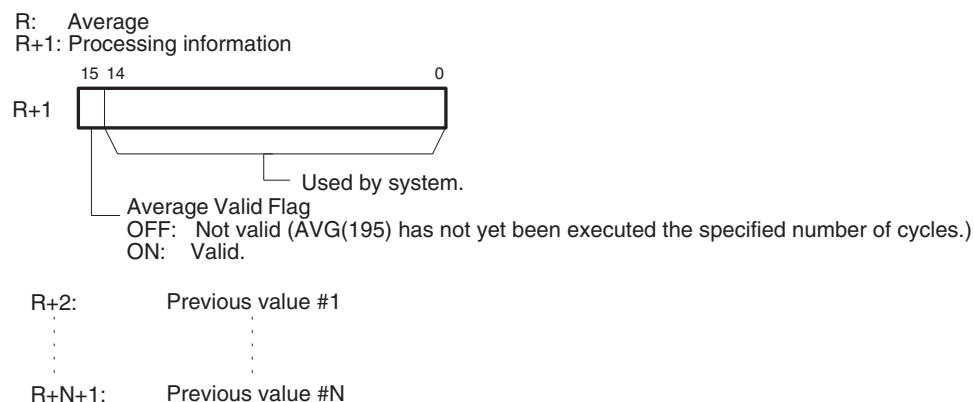 R: Average
R+1: Processing information
15 14 0
R+1
Used by system.
Average Valid Flag
OFF: Not valid (AVG(195) has not yet been executed the specified number of cycles.)
ON: Valid.
R+2: Previous value #1
R+N+1: Previous value #N